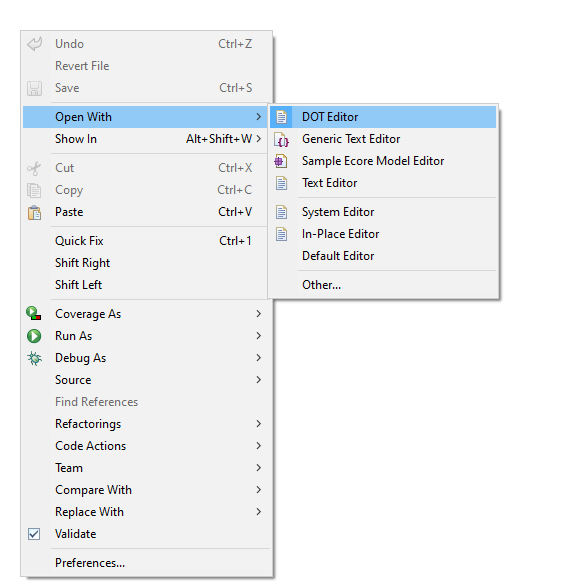 Undo Ctrl+Z
Revert File
Save Ctrl+S
Open With
Show In Alt+Shift+W
Cut Ctrl+X
Copy Ctrl+C
Paste Ctrl+V
Quick Fix Ctrl+1
Shift Right
Shift Left
Coverage As
Run As
Debug As
Source
Find References
Refactorings
Code Actions
Team
Compare With
Replace With
Validate
Preferences...
DOT Editor
Generic Text Editor
Sample Ecore Model Editor
Text Editor
System Editor
In-Place Editor
Default Editor
Other...